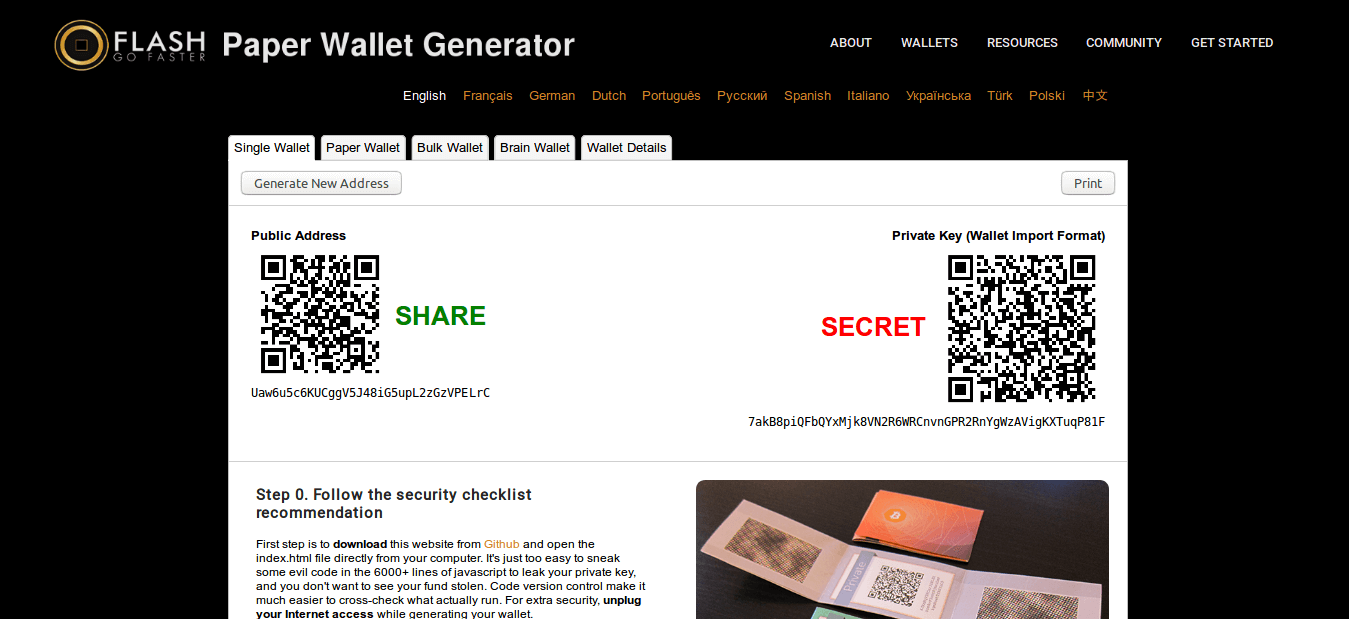 FLASH
GO FASTER
Paper Wallet Generator
ABOUT WALLETS RESOURCES COMMUNITY GET STARTED
English Français German Dutch Português Русский Spanish Italiano Українська Türk Polski 中文
Single Wallet Paper Wallet Bulk Wallet Brain Wallet Wallet Details
Generate New Address Print
Public Address Private Key (Wallet Import Format)
SHARE SECRET
Uaw6u5c6KUCggV5J48iG5upL2zGzVPELrC
7akB8piQFbQYxMjk8VN2R6WRCnvnGPR2RnYgWzAVigKXTuqP81F
Step 0. Follow the security checklist
recommendation
First step is to download this website from Github and open the
index.html file directly from your computer. It's just too easy to sneak
some evil code in the 6000+ lines of javascript to leak your private key,
and you don't want to see your fund stolen. Code version control make it
much easier to cross-check what actually run. For extra security, unplug
your Internet access while generating your wallet.
Private